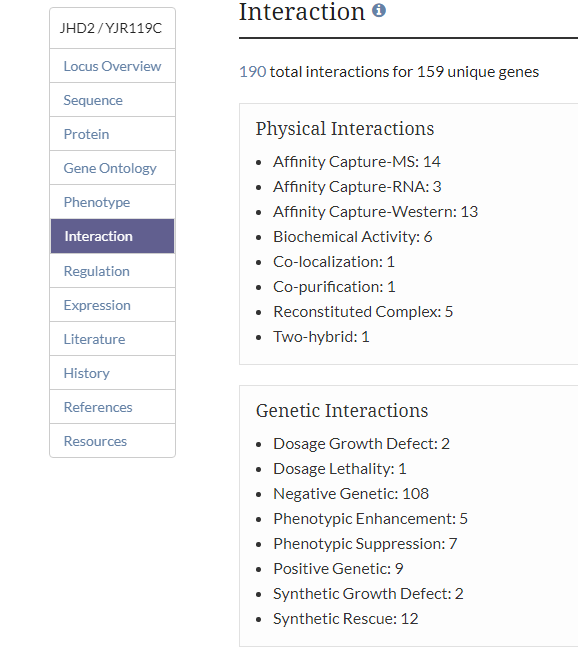 JHD2 / YJR119C
Locus Overview
Sequence
Protein
Gene Ontology
Phenotype
Interaction
Regulation
Expression
Literature
History
References
Resources
Interaction i
190 total interactions for 159 unique genes
Physical Interactions
• Affinity Capture-MS: 14
• Affinity Capture-RNA: 3
• Affinity Capture-Western: 13
• Biochemical Activity: 6
• Co-localization: 1
• Co-purification: 1
• Reconstituted Complex: 5
• Two-hybrid: 1
Genetic Interactions
• Dosage Growth Defect: 2
• Dosage Lethality: 1
• Negative Genetic: 108
• Phenotypic Enhancement: 5
• Phenotypic Suppression: 7
• Positive Genetic: 9
• Synthetic Growth Defect: 2
• Synthetic Rescue: 12